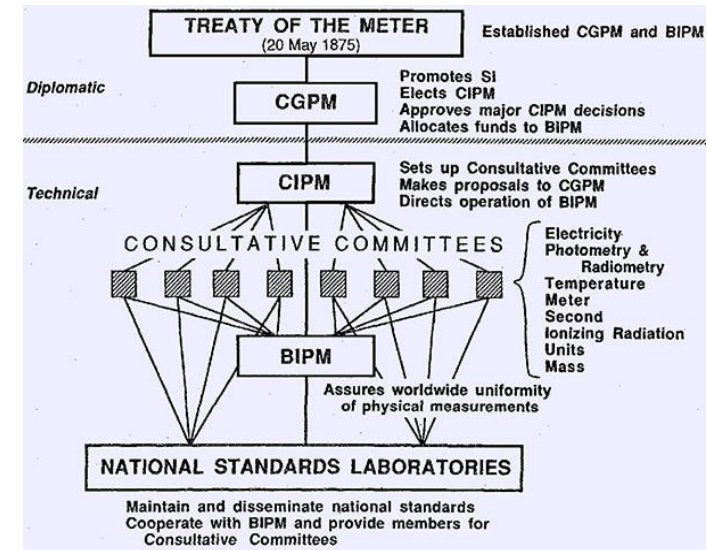 TREATY OF THE METER
(20 May 1875)
Established CGPM and BIPM
Diplomatic
CGPM
Promotes SI
Elects CIPM
Approves major CIPM decisions
Allocates funds to BIPM
Technical
CIPM
Sets up Consultative Committees
Makes proposals to CGPM
Directs operation of BIPM
CONSULTATIVE COMMITTEES
Electricity
Photometry &
Radiometry
Temperature
Meter
Second
Ionizing Radiation
Units
Mass
BIPM
Assures worldwide uniformity
of physical measurements
NATIONAL STANDARDS LABORATORIES
Maintain and disseminate national standards
Cooperate with BIPM and provide members for
Consultative Committees